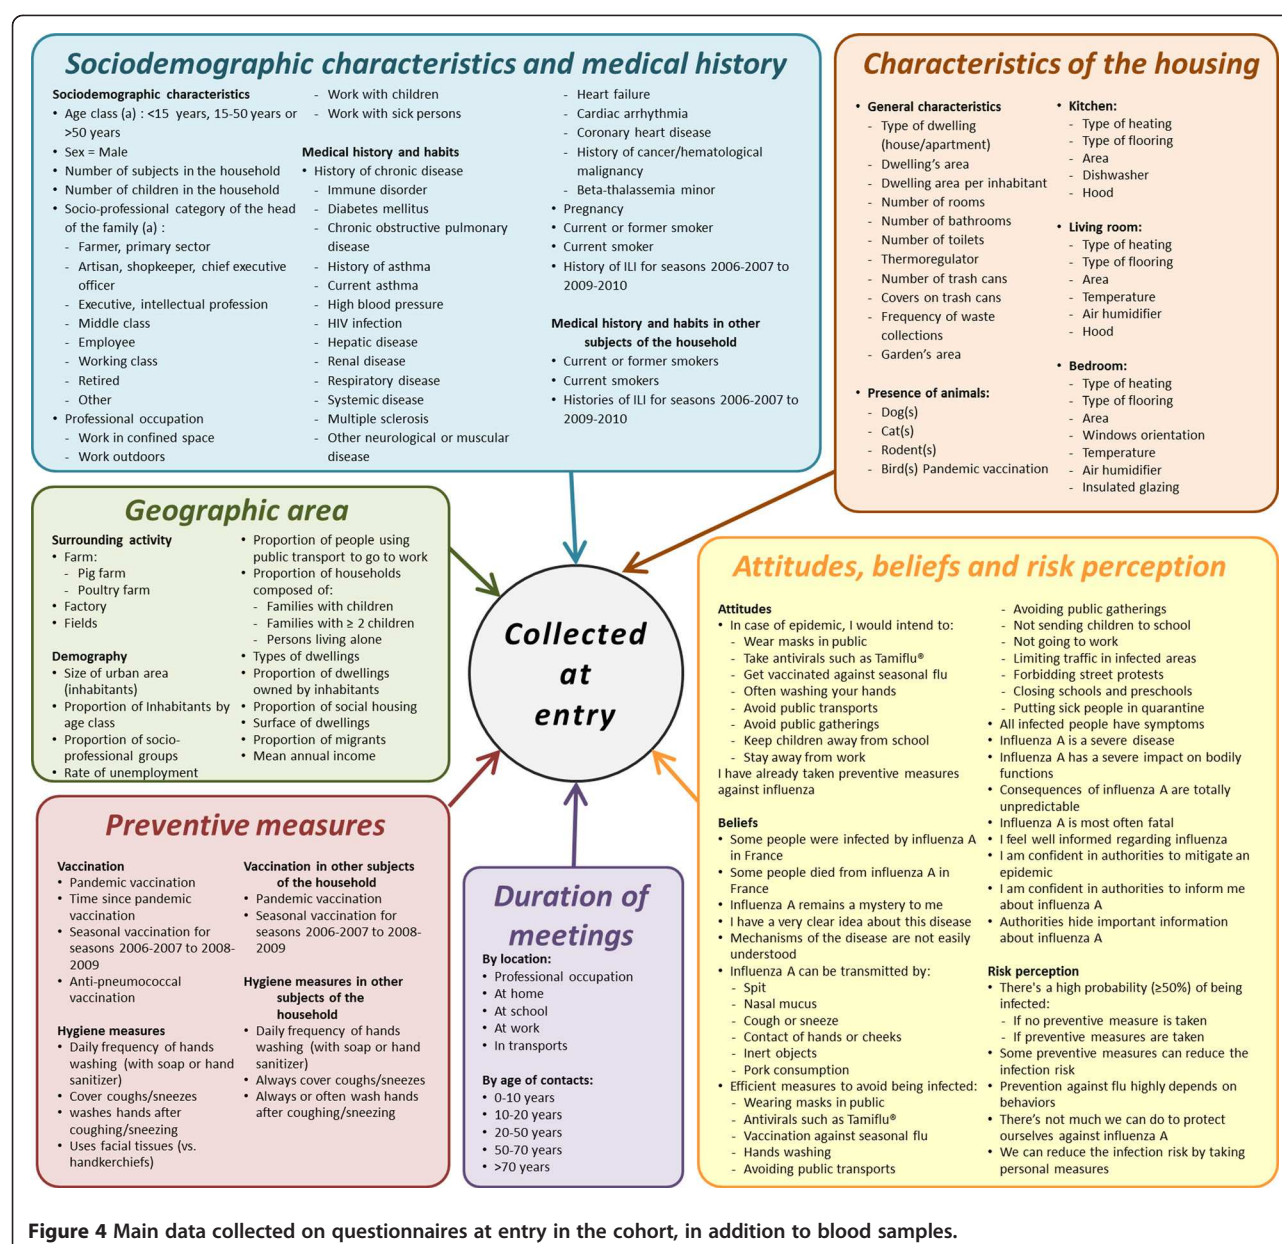 Sociodemographic characteristics and medical history
Sociodemographic characteristics
• Age class (a) : <15 years, 15-50 years or
>50 years
• Sex = Male
• Number of subjects in the household
• Number of children in the household
• Socio-professional category of the head
of the family (a) :
- Farmer, primary sector
- Artisan, shopkeeper, chief executive
officer
- Executive, intellectual profession
- Middle class
- Employee
- Working class
- Retired
- Other
• Professional occupation
- Work in confined space
- Work outdoors
- Work with children
- Work with sick persons
Medical history and habits
• History of chronic disease
- Immune disorder
- Diabetes mellitus
- Chronic obstructive pulmonary
disease
- History of asthma
- Current asthma
- High blood pressure
- HIV infection
- Hepatic disease
- Renal disease
- Respiratory disease
- Systemic disease
- Multiple sclerosis
- Other neurological or muscular
disease
- Heart failure
- Cardiac arrhythmia
- Coronary heart disease
- History of cancer/hematological
malignancy
- Beta-thalassemia minor
• Pregnancy
• Current or former smoker
• Current smoker
• History of ILI for seasons 2006-2007 to
2009-2010
Medical history and habits in other
subjects of the household
• Current or former smokers
• Current smokers
• Histories of ILI for seasons 2006-2007 to
2009-2010
Characteristics of the housing
• General characteristics
- Type of dwelling
(house/apartment)
- Dwelling's area
- Dwelling area per inhabitant
- Number of rooms
- Number of bathrooms
- Number of toilets
- Thermoregulator
- Number of trash cans
- Covers on trash cans
- Frequency of waste
collections
- Garden's area
• Presence of animals:
- Dog(s)
- Cat(s)
- Rodent(s)
- Bird(s) Pandemic vaccination
• Kitchen:
- Type of heating
- Type of flooring
- Area
- Dishwasher
- Hood
• Living room:
- Type of heating
- Type of flooring
- Area
- Temperature
- Air humidifier
- Hood
• Bedroom:
- Type of heating
- Type of flooring
- Area
- Windows orientation
- Temperature
- Air humidifier
- Insulated glazing
Geographic area
Surrounding activity
• Farm:
- Pig farm
- Poultry farm
• Factory
• Fields
Demography
• Size of urban area
(inhabitants)
• Proportion of Inhabitants by
age class
• Proportion of socio-
professional groups
• Rate of unemployment
• Proportion of people using
public transport to go to work
• Proportion of households
composed of:
- Families with children
- Families with ≥ 2 children
- Persons living alone
• Types of dwellings
• Proportion of dwellings
owned by inhabitants
• Proportion of social housing
• Surface of dwellings
• Proportion of migrants
• Mean annual income
Collected
at
entry
Attitudes, beliefs and risk perception
Attitudes
• In case of epidemic, I would intend to:
- Wear masks in public
- Take antivirals such as Tamiflu®
- Get vaccinated against seasonal flu
- Often washing your hands
- Avoid public transports
- Avoid public gatherings
- Keep children away from school
- Stay away from work
I have already taken preventive measures
against influenza
Beliefs
• Some people were infected by influenza A
in France
• Some people died from influenza A in
France
• Influenza A remains a mystery to me
• I have a very clear idea about this disease
• Mechanisms of the disease are not easily
understood
• Influenza A can be transmitted by:
- Spit
- Nasal mucus
- Cough or sneeze
- Contact of hands or cheeks
- Inert objects
- Pork consumption
• Efficient measures to avoid being infected:
- Wearing masks in public
- Antivirals such as Tamiflu®
- Vaccination against seasonal flu
- Hands washing
- Avoiding public transports
- Avoiding public gatherings
- Not sending children to school
- Not going to work
- Limiting traffic in infected areas
- Forbidding street protests
- Closing schools and preschools
- Putting sick people in quarantine
• All infected people have symptoms
• Influenza A is a severe disease
• Influenza A has a severe impact on bodily
functions
• Consequences of influenza A are totally
unpredictable
• Influenza A is most often fatal
• I feel well informed regarding influenza
• I am confident in authorities to mitigate an
epidemic
• I am confident in authorities to inform me
about influenza A
• Authorities hide important information
about influenza A
Risk perception
• There's a high probability (≥50%) of being
infected:
- If no preventive measure is taken
- If preventive measures are taken
• Some preventive measures can reduce the
infection risk
• Prevention against flu highly depends on
behaviors
• There's not much we can do to protect
ourselves against influenza A
• We can reduce the infection risk by taking
personal measures
Preventive measures
Vaccination
• Pandemic vaccination
• Time since pandemic
vaccination
• Seasonal vaccination for
seasons 2006-2007 to 2008-
2009
• Anti-pneumococcal
vaccination
Hygiene measures
• Daily frequency of hands
washing (with soap or hand
sanitizer)
• Cover coughs/sneezes
• washes hands after
coughing/sneezing
• Uses facial tissues (vs.
handkerchiefs)
Vaccination in other subjects
of the household
• Pandemic vaccination
• Seasonal vaccination for
seasons 2006-2007 to 2008-
2009
Hygiene measures in other
subjects of the
household
• Daily frequency of hands
washing (with soap or hand
sanitizer)
• Always cover coughs/sneezes
• Always or often wash hands
after coughing/sneezing
Duration of
meetings
By location:
• Professional occupation
• At home
• At school
• At work
• In transports
By age of contacts:
• 0-10 years
• 10-20 years
• 20-50 years
• 50-70 years
• >70 years
Figure 4 Main data collected on questionnaires at entry in the cohort, in addition to blood samples.